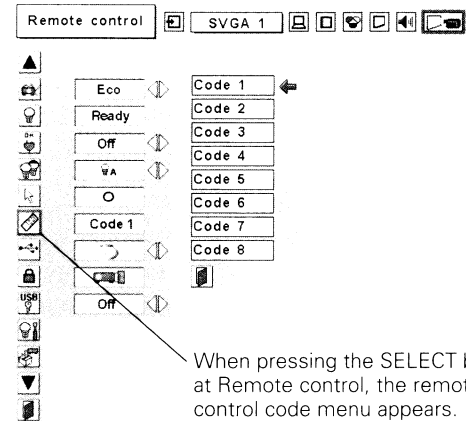 Remote control SVGA 1
Eco
Ready
Off
A
O
Code 1
Off
USB
Code 1
Code 2
Code 3
Code 4
Code 5
Code 6
Code 7
Code 8
When pressing the SELECT
at Remote control, the
control code menu appears.